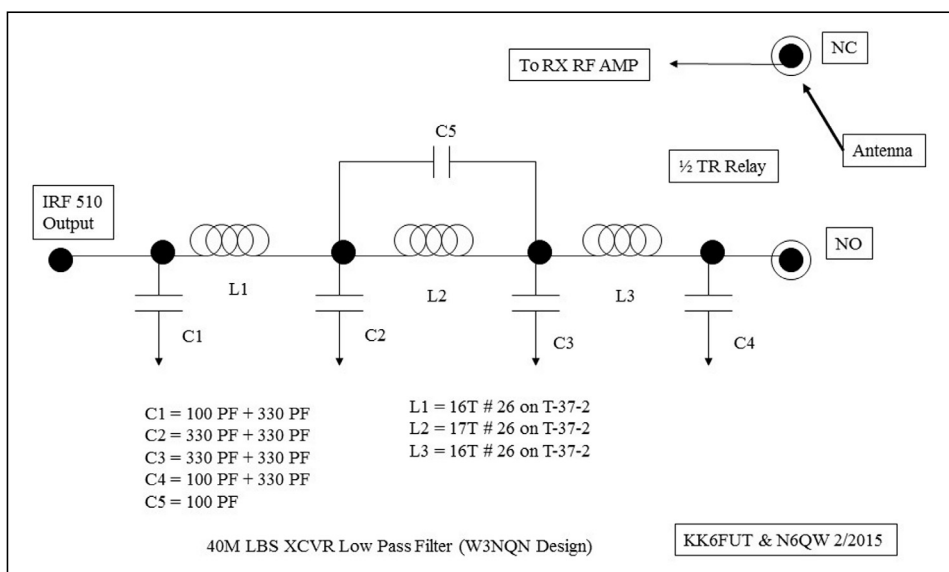 NC
To RX RF AMP
C5
Antenna
½ TR Relay
IRF 510
Output
NO
L1
L2
L3
C1
C2
C3
C4
C1 = 100 PF + 330 PF
C2 = 330 PF + 330 PF
C3 = 330 PF + 330 PF
C4 = 100 PF + 330 PF
C5 = 100 PF
L1 = 16T # 26 on T-37-2
L2 = 17T # 26 on T-37-2
L3 = 16T # 26 on T-37-2
40M LBS XCVR Low Pass Filter (W3NQN Design)
KK6FUT & N6QW 2/2015